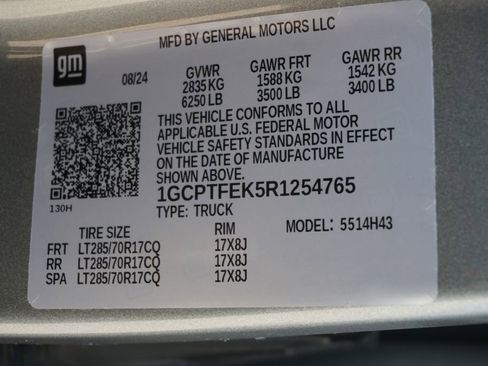 MFD BY GENERAL MOTORS LLC
gm
08/24 GVWR GAWR FRT GAWR RR
2835 KG 1588 KG 1542 KG
6250 LB 3500 LB 3400 LB
THIS VEHICLE CONFORMS TO ALL
APPLICABLE U.S. FEDERAL MOTOR
VEHICLE SAFETY STANDARDS IN EFFECT
ON THE DATE OF MANUFACTURE
SHOWN ABOVE.
130H
1GCPTFEK5R1254765
TYPE: TRUCK MODEL: 5514H43
TIRE SIZE RIM
FRT LT285/70R17CQ 17X8J
RR LT285/70R17CQ 17X8J
SPA LT285/70R17CQ 17X8J